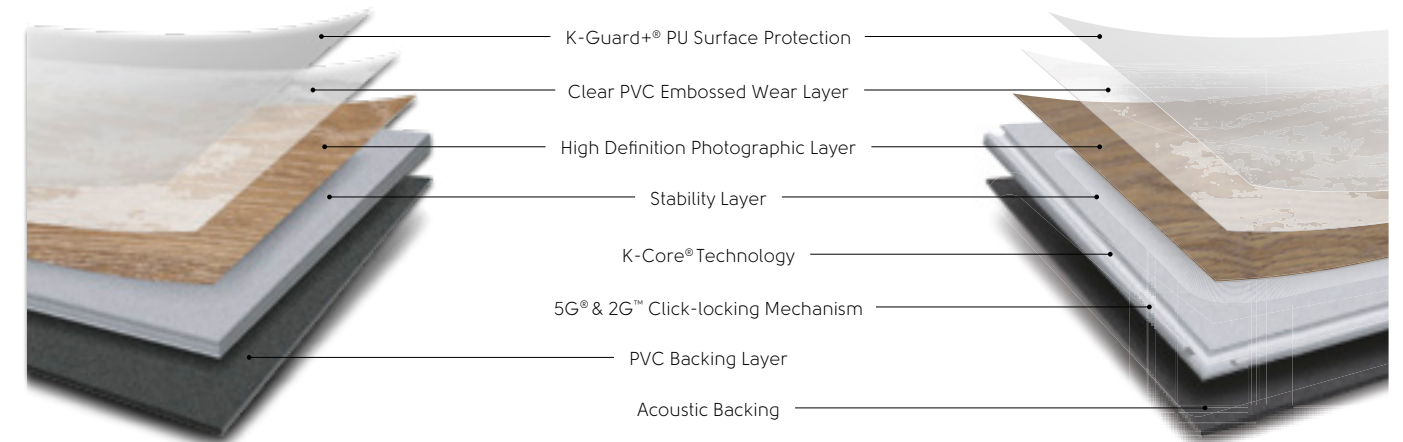 K-Guard+® PU Surface Protection
Clear PVC Embossed Wear Layer
High Definition Photographic Layer
Stability Layer
K-Core® Technology
5G® & 2G™ Click-locking Mechanism
PVC Backing Layer
Acoustic Backing